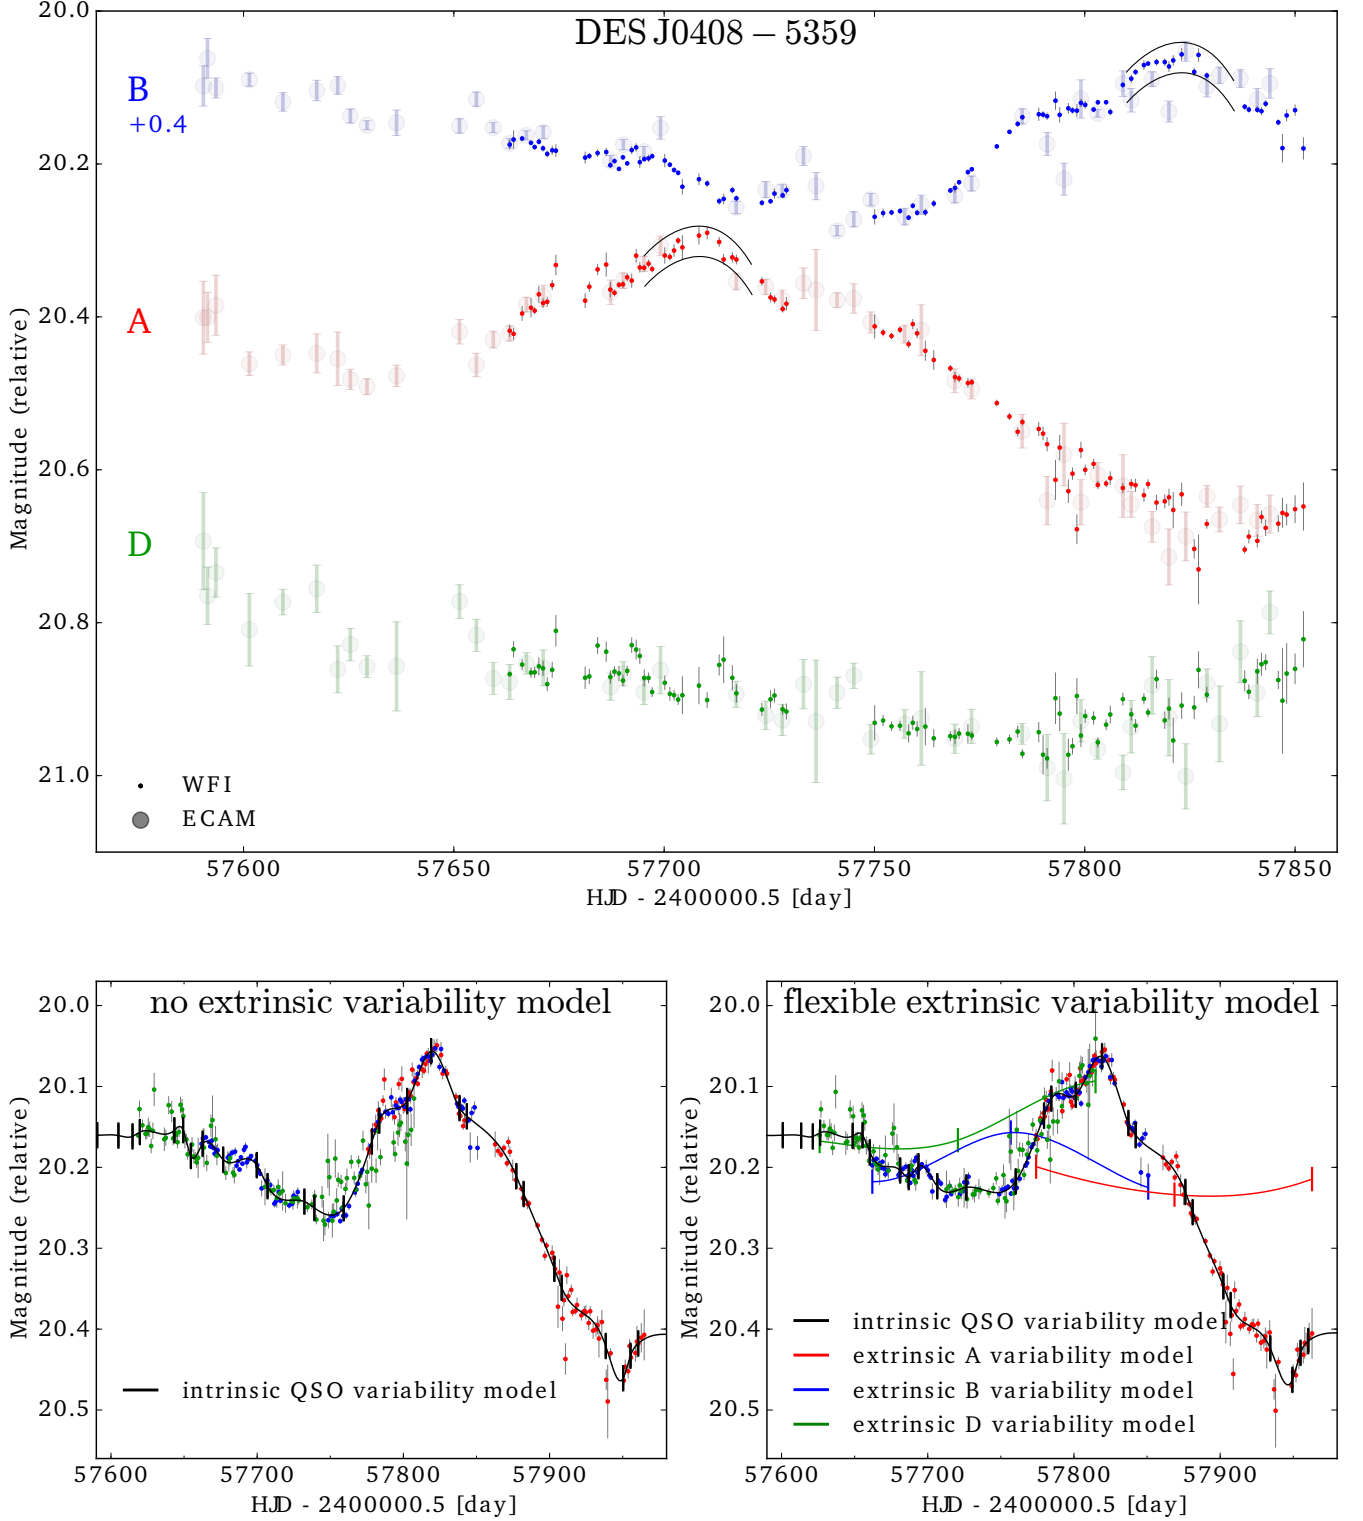 DES J0408 – 5359
20.0
20.2
20.4
20.6
20.8
21.0
Magnitude (relative)
B
+0.4
A
D
WFI
ECAM
57600
57650
57700
57750
57800
57850
HJD - 2400000.5 [day]
no extrinsic variability model
20.0
20.1
20.2
20.3
20.4
20.5
Magnitude (relative)
intrinsic QSO variability model
57600
57700
57800
57900
HJD - 2400000.5 [day]
flexible extrinsic variability model
20.0
20.1
20.2
20.3
20.4
20.5
Magnitude (relative)
intrinsic QSO variability model
extrinsic A variability model
extrinsic B variability model
extrinsic D variability model
57600
57700
57800
57900
HJD - 2400000.5 [day]